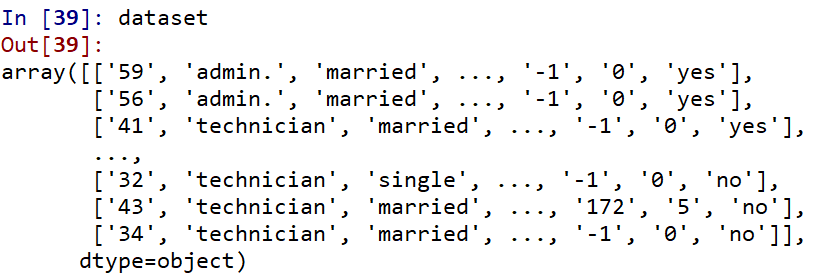 In [39]: dataset
Out[39]:
array([['59', 'admin.', 'married', ..., '-1', '0', 'yes'],
       ['56', 'admin.', 'married', ..., '-1', '0', 'yes'],
       ['41', 'technician', 'married', ..., '-1', '0', 'yes'],
       ...,
       ['32', 'technician', 'single', ..., '-1', '0', 'no'],
       ['43', 'technician', 'married', ..., '172', '5', 'no'],
       ['34', 'technician', 'married', ..., '-1', '0', 'no']],
      dtype=object)